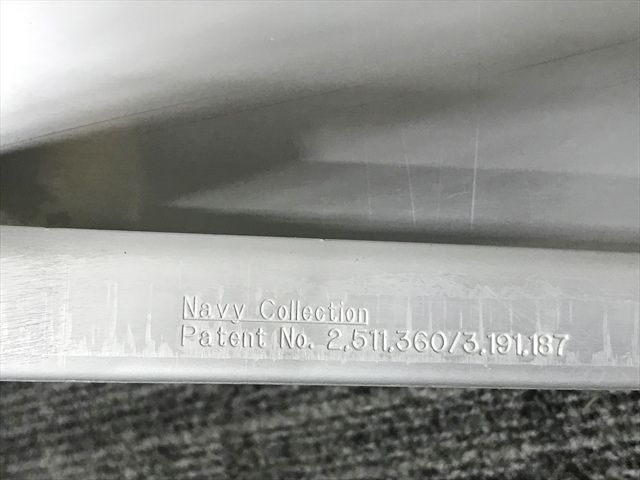 Navy Collection
Patent No. 2,511,360/3,191,187